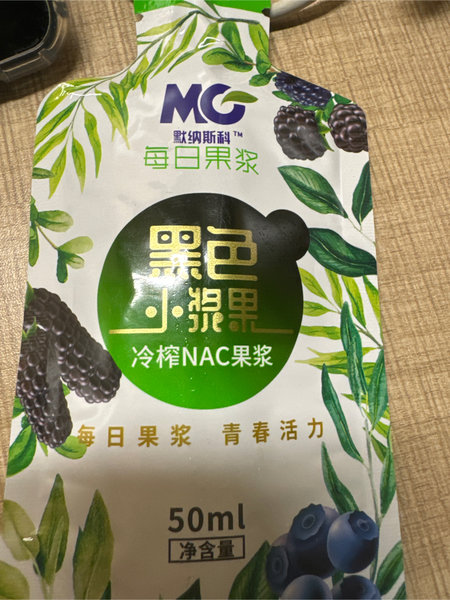 MG
默纳斯科™
每日果浆
黑色
小浆果
冷榨NAC果浆
每日果浆 青春活力
50ml
净含量